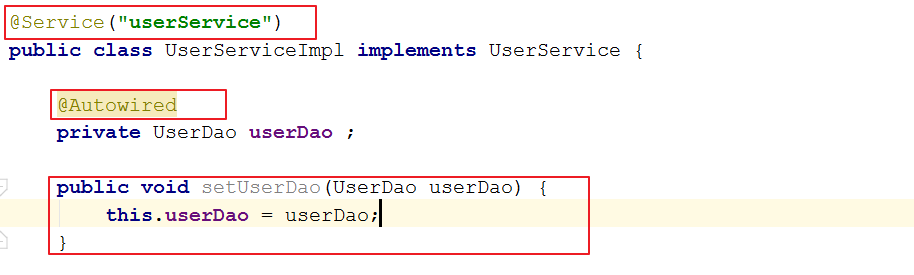 @Service("userService")
public class UserServiceImpl implements UserService {
@Autowired
private UserDao userDao ;
public void setUserDao(UserDao userDao) {
this.userDao = userDao;
}